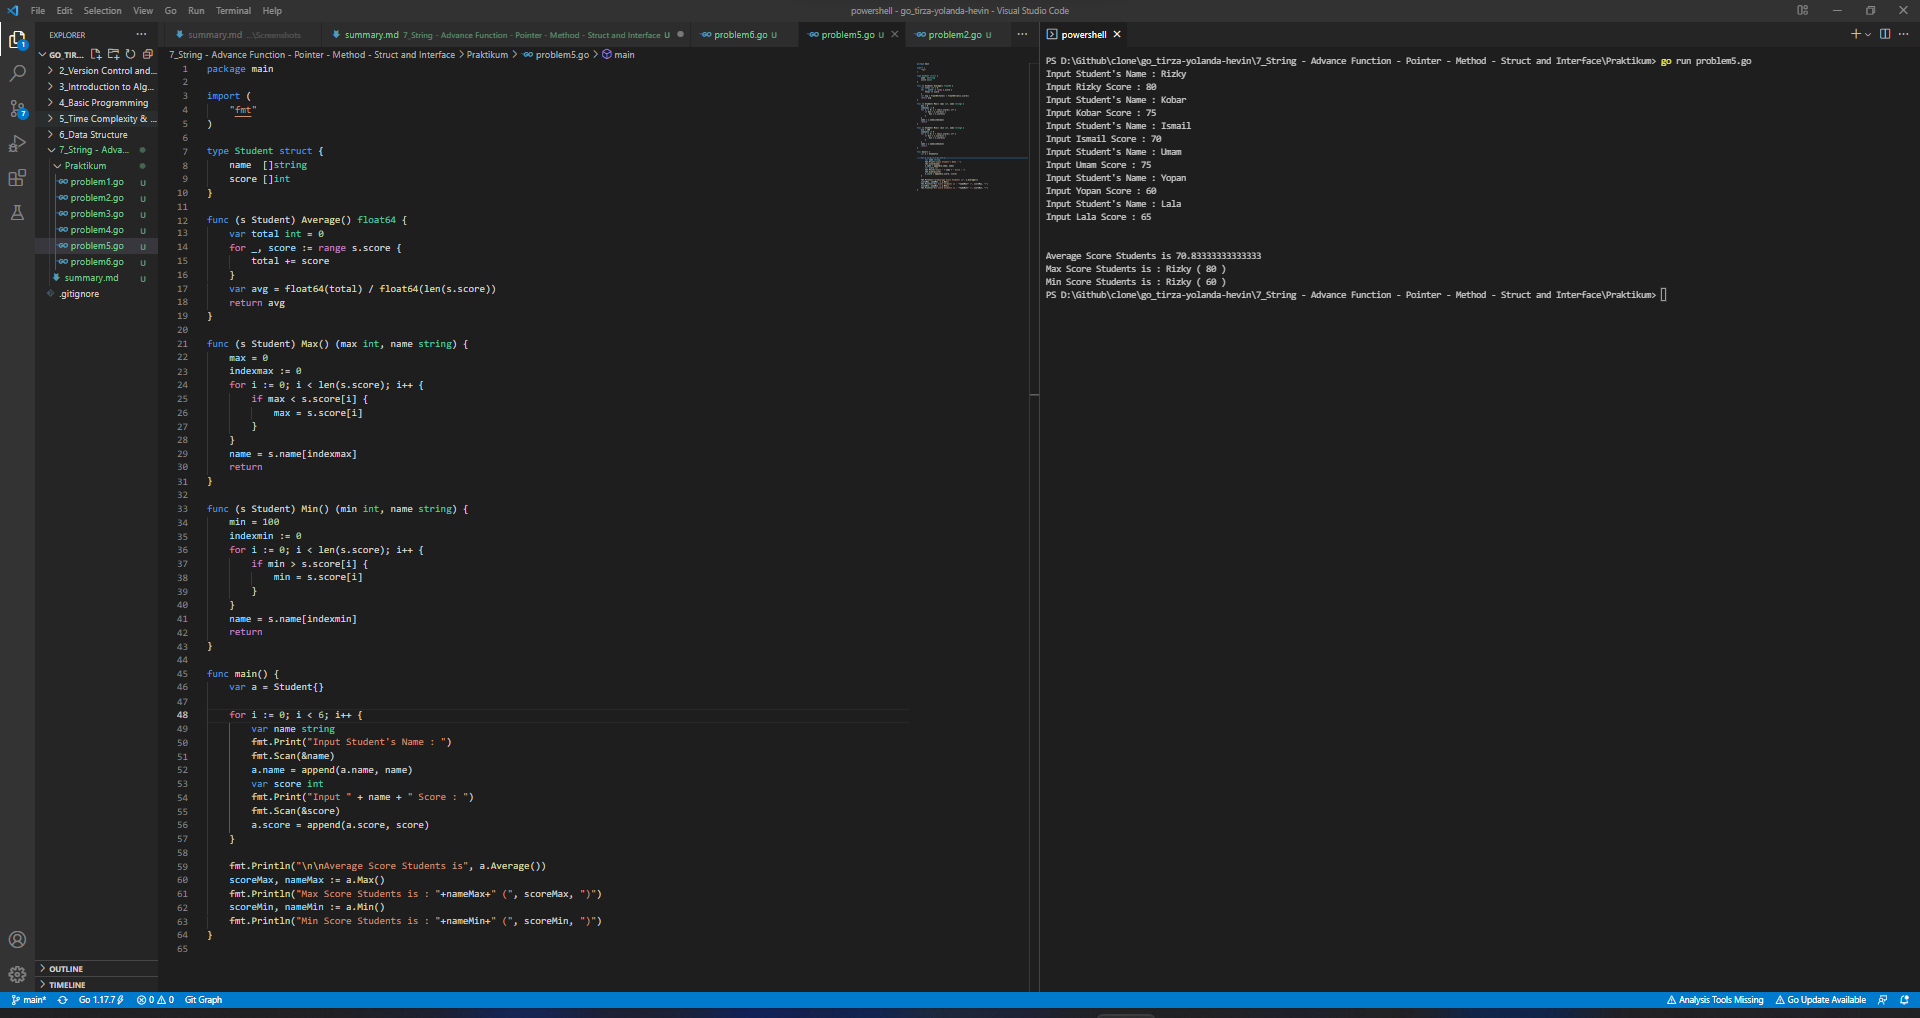 File Edit Selection View Go Run Terminal Help
powershell - go_tirza-yolanda-hevin - Visual Studio Code
EXPLORER
GO_TIR...
2_Version Control and...
3_Introduction to Alg...
4_Basic Programming
5_Time Complexity & ...
6_Data Structure
7_String - Adva...
Praktikum
problem1.go U
problem2.go U
problem3.go U
problem4.go U
problem5.go U
problem6.go U
summary.md U
.gitignore
OUTLINE
TIMELINE
summary.md ...\Screenshots
summary.md 7_String - Advance Function - Pointer - Method - Struct and Interface U
problem6.go U
problem5.go U
problem2.go U
7_String - Advance Function - Pointer - Method - Struct and Interface > Praktikum > problem5.go > main
1 package main
2
3 import (
4 "fmt"
5 )
6
7 type Student struct {
8 name []string
9 score []int
10 }
11
12 func (s Student) Average() float64 {
13 var total int = 0
14 for _, score := range s.score {
15 total += score
16 }
17 var avg = float64(total) / float64(len(s.score))
18 return avg
19 }
20
21 func (s Student) Max() (max int, name string) {
22 max = 0
23 indexmax := 0
24 for i := 0; i < len(s.score); i++ {
25 if max < s.score[i] {
26 max = s.score[i]
27 }
28 }
29 name = s.name[indexmax]
30 return
31 }
32
33 func (s Student) Min() (min int, name string) {
34 min = 100
35 indexmin := 0
36 for i := 0; i < len(s.score); i++ {
37 if min > s.score[i] {
38 min = s.score[i]
39 }
40 }
41 name = s.name[indexmin]
42 return
43 }
44
45 func main() {
46 var a = Student{}
47
48 for i := 0; i < 6; i++ {
49 var name string
50 fmt.Print("Input Student's Name : ")
51 fmt.Scan(&name)
52 a.name = append(a.name, name)
53 var score int
54 fmt.Print("Input " + name + " Score : ")
55 fmt.Scan(&score)
56 a.score = append(a.score, score)
57 }
58
59 fmt.Println("\n\nAverage Score Students is", a.Average())
60 scoreMax, nameMax := a.Max()
61 fmt.Println("Max Score Students is : "+nameMax+" (", scoreMax, ")")
62 scoreMin, nameMin := a.Min()
63 fmt.Println("Min Score Students is : "+nameMin+" (", scoreMin, ")")
64 }
65
powershell
PS D:\Github\clone\go_tirza-yolanda-hevin\7_String - Advance Function - Pointer - Method - Struct and Interface\Praktikum> go run problem5.go
Input Student's Name : Rizky
Input Rizky Score : 80
Input Student's Name : Kobar
Input Kobar Score : 75
Input Student's Name : Ismail
Input Ismail Score : 70
Input Student's Name : Umam
Input Umam Score : 75
Input Student's Name : Yopan
Input Yopan Score : 60
Input Student's Name : Lala
Input Lala Score : 65
Average Score Students is 70.83333333333333
Max Score Students is : Rizky ( 80 )
Min Score Students is : Rizky ( 60 )
PS D:\Github\clone\go_tirza-yolanda-hevin\7_String - Advance Function - Pointer - Method - Struct and Interface\Praktikum>
main* Go 1.17.7 0 0 Git Graph
Analysis Tools Missing Go Update Available